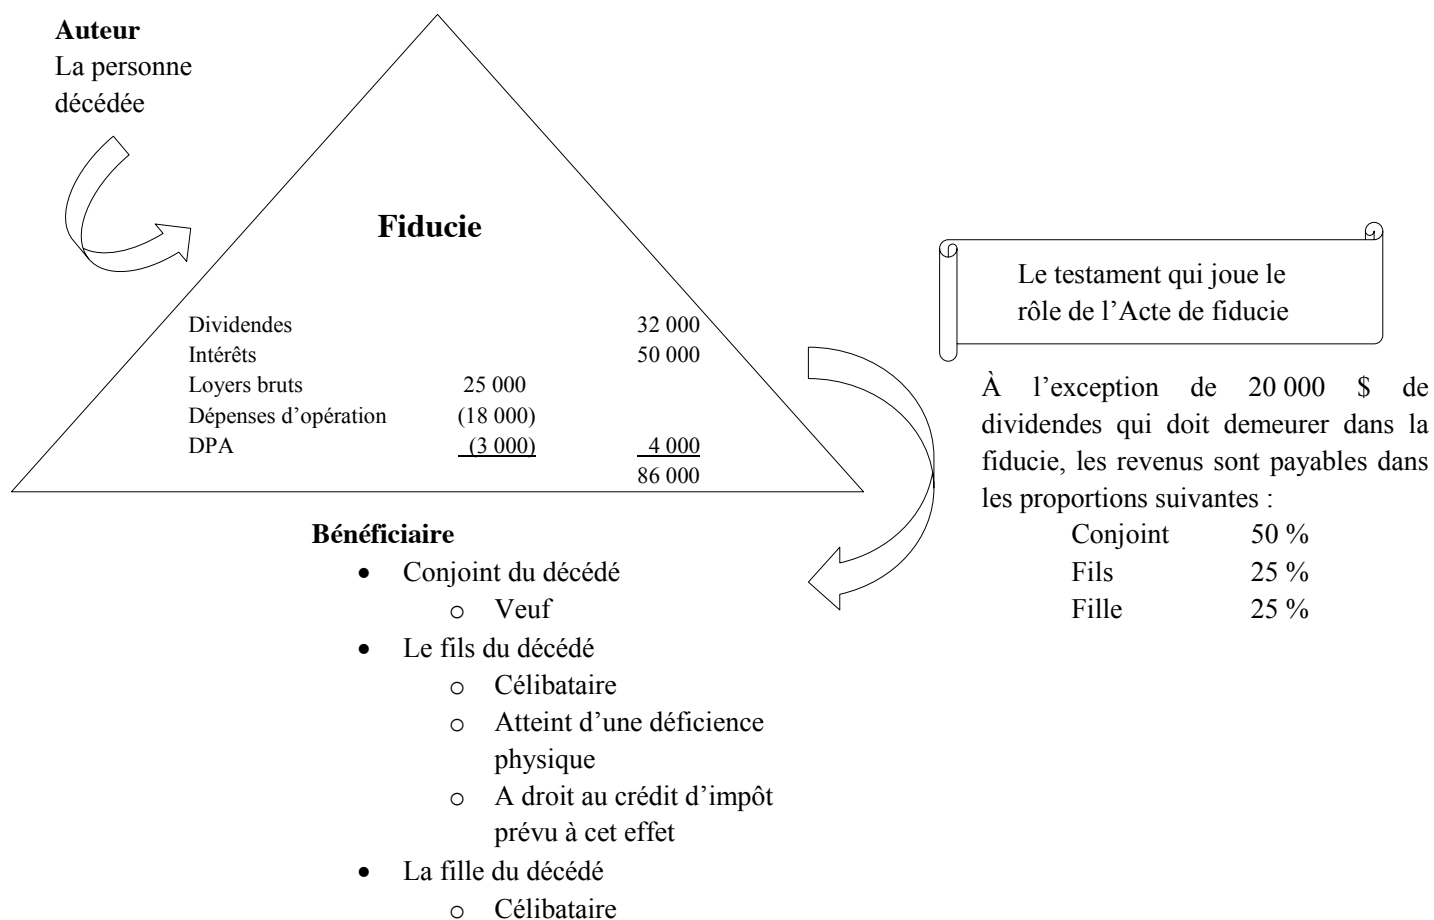 Auteur
La personne
décédée
Fiducie
Dividendes 32 000
Intérêts 50 000
Loyers bruts 25 000
Dépenses d’opération (18 000)
DPA (3 000) 4 000
86 000
Le testament qui joue le
rôle de l’Acte de fiducie
À l’exception de 20 000 $ de
dividendes qui doit demeurer dans la
fiducie, les revenus sont payables dans
les proportions suivantes :
Conjoint 50 %
Fils 25 %
Fille 25 %
Bénéficiaire
• Conjoint du décédé
o Veuf
• Le fils du décédé
o Célibataire
o Atteint d’une déficience
physique
o A droit au crédit d’impôt
prévu à cet effet
• La fille du décédé
o Célibataire